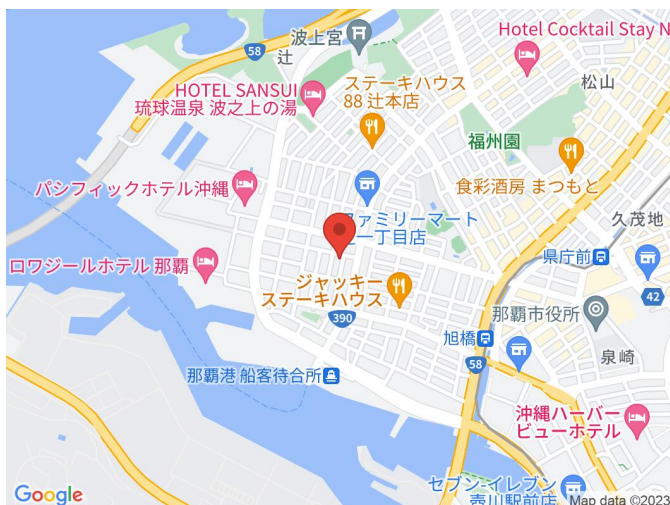 Hotel Cocktail Stay N
58
波上宮
辻
松山
HOTEL SANSUI
琉球温泉 波之上の湯
ステーキハウス
88 辻本店
福州園
食彩酒房 まつもと
パシフィックホテル沖縄
ファミリーマート
一丁目店
久茂地
県庁前
ロワジールホテル 那覇
ジャッキー
ステーキハウス
42
那覇市役所
390
旭橋
泉崎
那覇港 船客待合所
58
沖縄ハーバー
ビューホテル
セブン-イレブン
壺川駅前店
Google
Map data ©2023